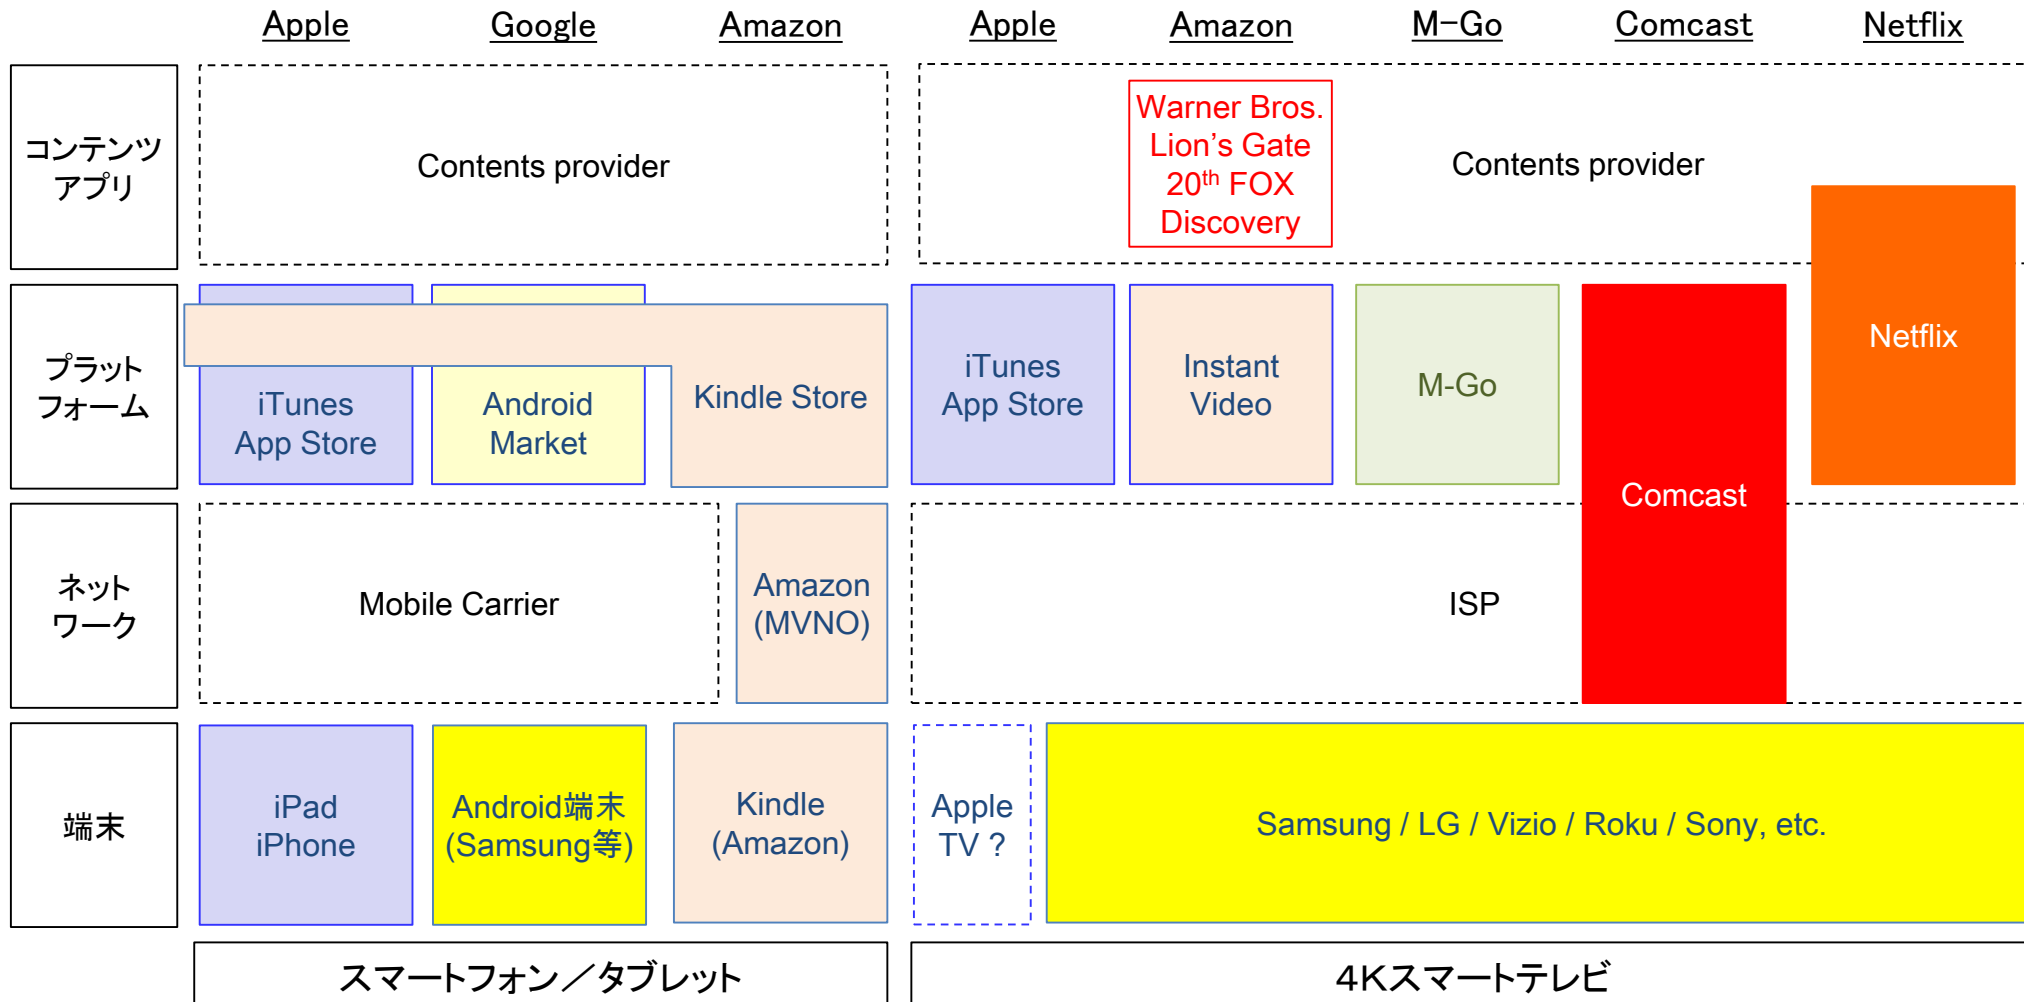 Apple
Google
Amazon
Apple
Amazon
M-Go
Comcast
Netflix
コンテンツ
アプリ
Contents provider
Warner Bros.
Lion's Gate
20th FOX
Discovery
Contents provider
プラット
フォーム
iTunes
App Store
Android
Market
Kindle Store
iTunes
App Store
Instant
Video
M-Go
Comcast
Netflix
ネット
ワーク
Mobile Carrier
Amazon
(MVNO)
ISP
端末
iPad
iPhone
Android端末
(Samsung等)
Kindle
(Amazon)
Apple
TV ?
Samsung / LG / Vizio / Roku / Sony, etc.
スマートフォン／タブレット
4Kスマートテレビ